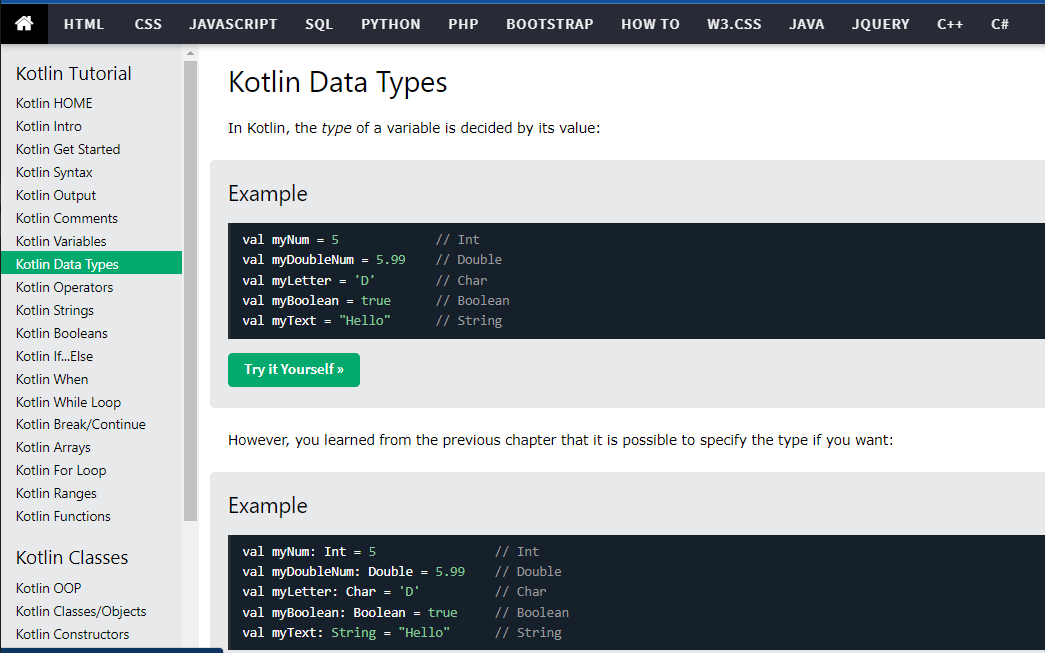 HTML CSS JAVASCRIPT SQL PYTHON PHP BOOTSTRAP HOW TO W3.CSS JAVA JQUERY C++ C#
Kotlin Tutorial
Kotlin HOME
Kotlin Intro
Kotlin Get Started
Kotlin Syntax
Kotlin Output
Kotlin Comments
Kotlin Variables
Kotlin Data Types
Kotlin Operators
Kotlin Strings
Kotlin Booleans
Kotlin If...Else
Kotlin When
Kotlin While Loop
Kotlin Break/Continue
Kotlin Arrays
Kotlin For Loop
Kotlin Ranges
Kotlin Functions
Kotlin Classes
Kotlin OOP
Kotlin Classes/Objects
Kotlin Constructors
Kotlin Data Types
In Kotlin, the type of a variable is decided by its value:
Example
val myNum = 5 // Int
val myDoubleNum = 5.99 // Double
val myLetter = 'D' // Char
val myBoolean = true // Boolean
val myText = "Hello" // String
Try it Yourself »
However, you learned from the previous chapter that it is possible to specify the type if you want:
Example
val myNum: Int = 5 // Int
val myDoubleNum: Double = 5.99 // Double
val myLetter: Char = 'D' // Char
val myBoolean: Boolean = true // Boolean
val myText: String = "Hello" // String